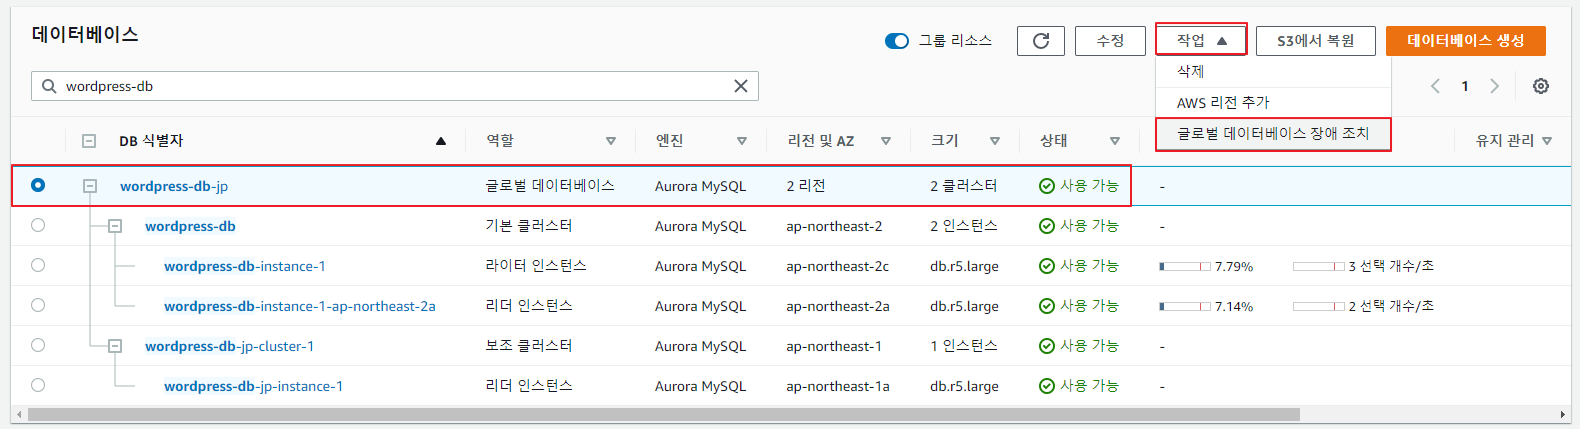 데이터베이스
그룹 리소스
수정
작업 ▲
S3에서 복원
데이터베이스 생성
wordpress-db
삭제
AWS 리전 추가
글로벌 데이터베이스 장애 조치
1
DB 식별자 역할 엔진 리전 및 AZ 크기 상태 유지 관리
wordpress-db-jp 글로벌 데이터베이스 Aurora MySQL 2 리전 2 클러스터 사용 가능 -
wordpress-db 기본 클러스터 Aurora MySQL ap-northeast-2 2 인스턴스 사용 가능 -
wordpress-db-instance-1 라이터 인스턴스 Aurora MySQL ap-northeast-2c db.r5.large 사용 가능 7.79% 3 선택 개수/초
wordpress-db-instance-1-ap-northeast-2a 리더 인스턴스 Aurora MySQL ap-northeast-2a db.r5.large 사용 가능 7.14% 2 선택 개수/초
wordpress-db-jp-cluster-1 보조 클러스터 Aurora MySQL ap-northeast-1 1 인스턴스 사용 가능 -
wordpress-db-jp-instance-1 리더 인스턴스 Aurora MySQL ap-northeast-1a db.r5.large 사용 가능 -